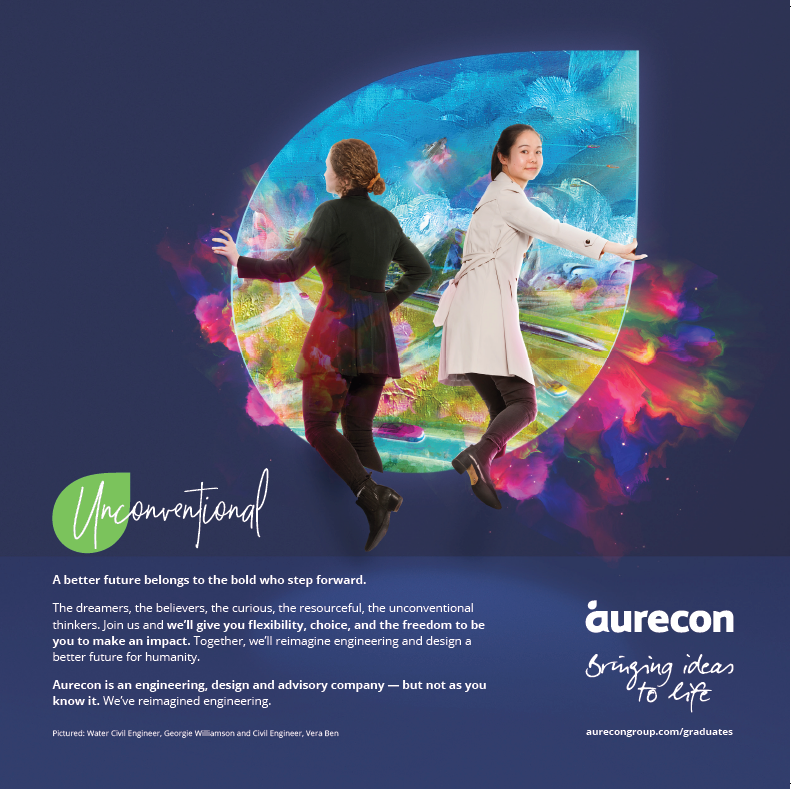 Unconventional
A better future belongs to the bold who step forward.
The dreamers, the believers, the curious, the resourceful, the unconventional
thinkers. Join us and we’ll give you flexibility, choice, and the freedom to be
you to make an impact. Together, we’ll reimagine engineering and design a
better future for humanity.
Aurecon is an engineering, design and advisory company — but not as you
know it. We’ve reimagined engineering.
Pictured: Water Civil Engineer, Georgie Williamson and Civil Engineer, Vera Ben
aurecon
Bringing ideas
to life
aurecongroup.com/graduates